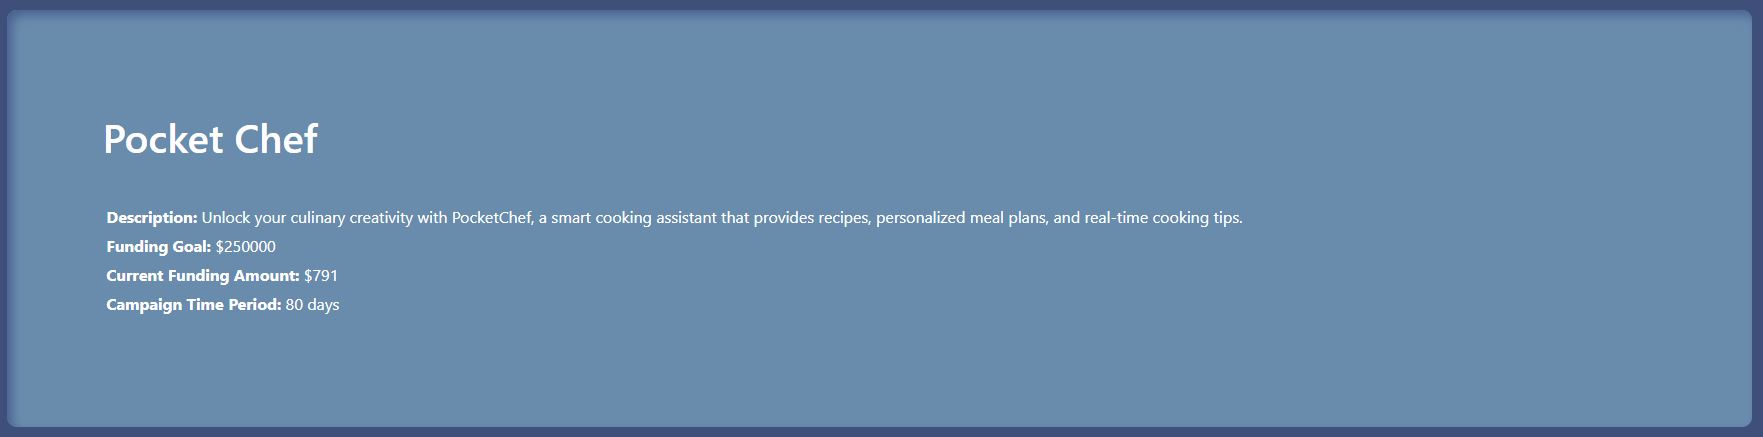 Pocket Chef
Description: Unlock your culinary creativity with PocketChef, a smart cooking assistant that provides recipes, personalized meal plans, and real-time cooking tips.
Funding Goal: $250000
Current Funding Amount: $791
Campaign Time Period: 80 days